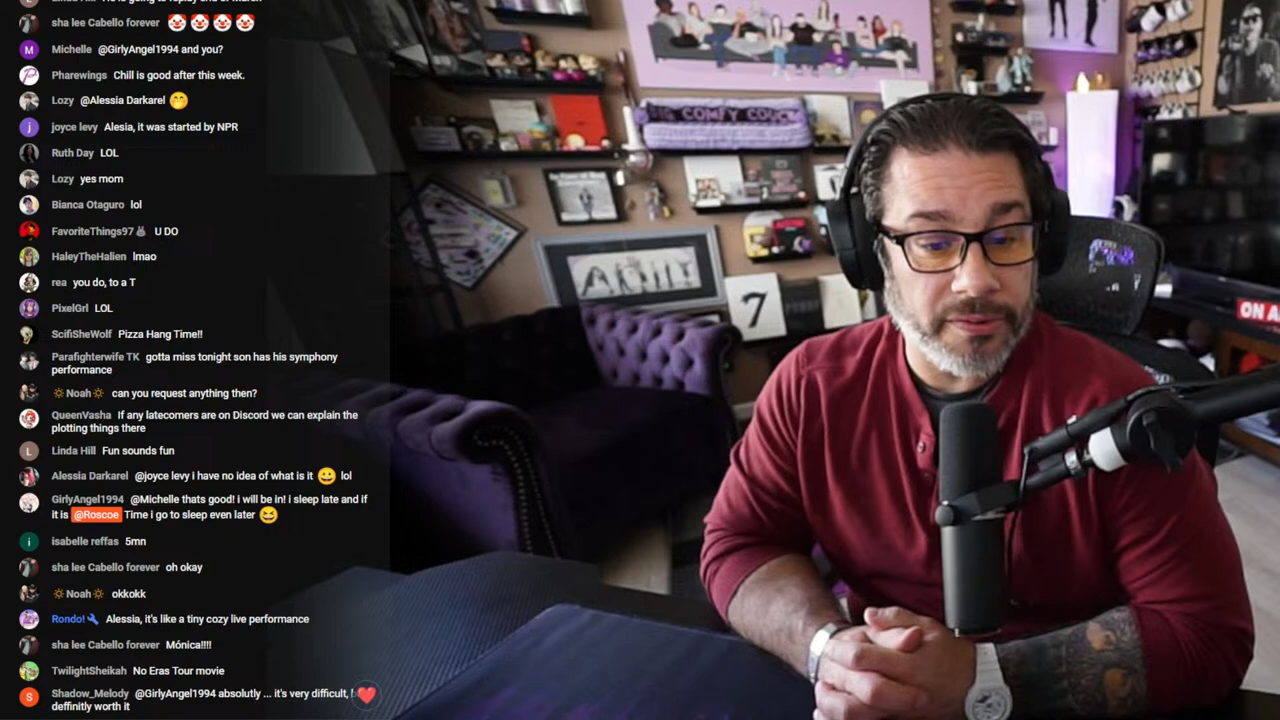 sha lee Cabello forever 🤡🤡🤡🤡
M Michelle @GirlyAngel1994 and you?
Pharewings Chill is good after this week.
Lozy @Alessia Darkarel 🤭
j joyce levy Alesia, it was started by NPR
Ruth Day LOL
Lozy yes mom
Bianca Otaguro lol
FavoriteThings97 U DO
HaleyTheHalien lmao
rea you do, to a T
PixelGrl LOL
ScifiSheWolf Pizza Hang Time!!
Parafighterwife TK gotta miss tonight son has his symphony
performance
🔅Noah🔅 can you request anything then?
QueenVasha If any latecomers are on Discord we can explain the
plotting things there
L Linda Hill Fun sounds fun
Alessia Darkarel @joyce levy i have no idea of what is it 😀 lol
GirlyAngel1994 @Michelle thats good! i will be in! i sleep late and if
it is @Roscoe Time i go to sleep even later 😆
i isabelle reffas 5mn
sha lee Cabello forever oh okay
🔅Noah🔅 okkokk
Rondo! Alessia, it's like a tiny cozy live performance
sha lee Cabello forever Mónica!!!!
TwilightSheikah No Eras Tour movie
S Shadow_Melody @GirlyAngel1994 absolutly ... it's very difficult,
deffinitly worth it
COMFY COUCH
ARMY
7
ON A